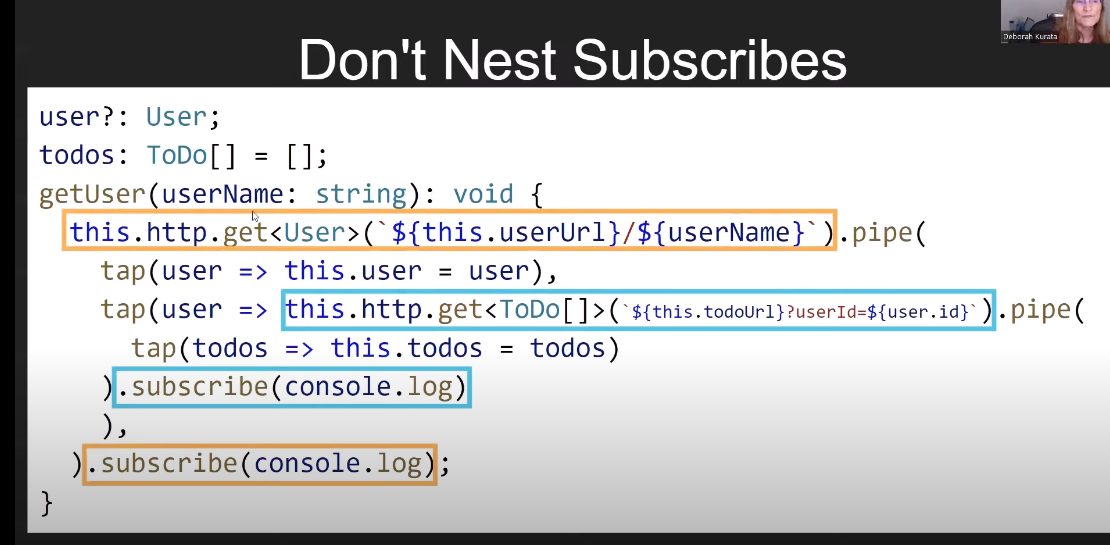 Deborah Kurata
Don't Nest Subscribes
user?: User;
todos: ToDo[] = [];
getUser(userName: string): void {
this.http.get<User>(`${this.userUrl}/${userName}`).pipe(
tap(user => this.user = user),
tap(user => this.http.get<ToDo[]>(`${this.todoUrl}?userId=${user.id}`).pipe(
tap(todos => this.todos = todos)
).subscribe(console.log)
),
).subscribe(console.log);
}